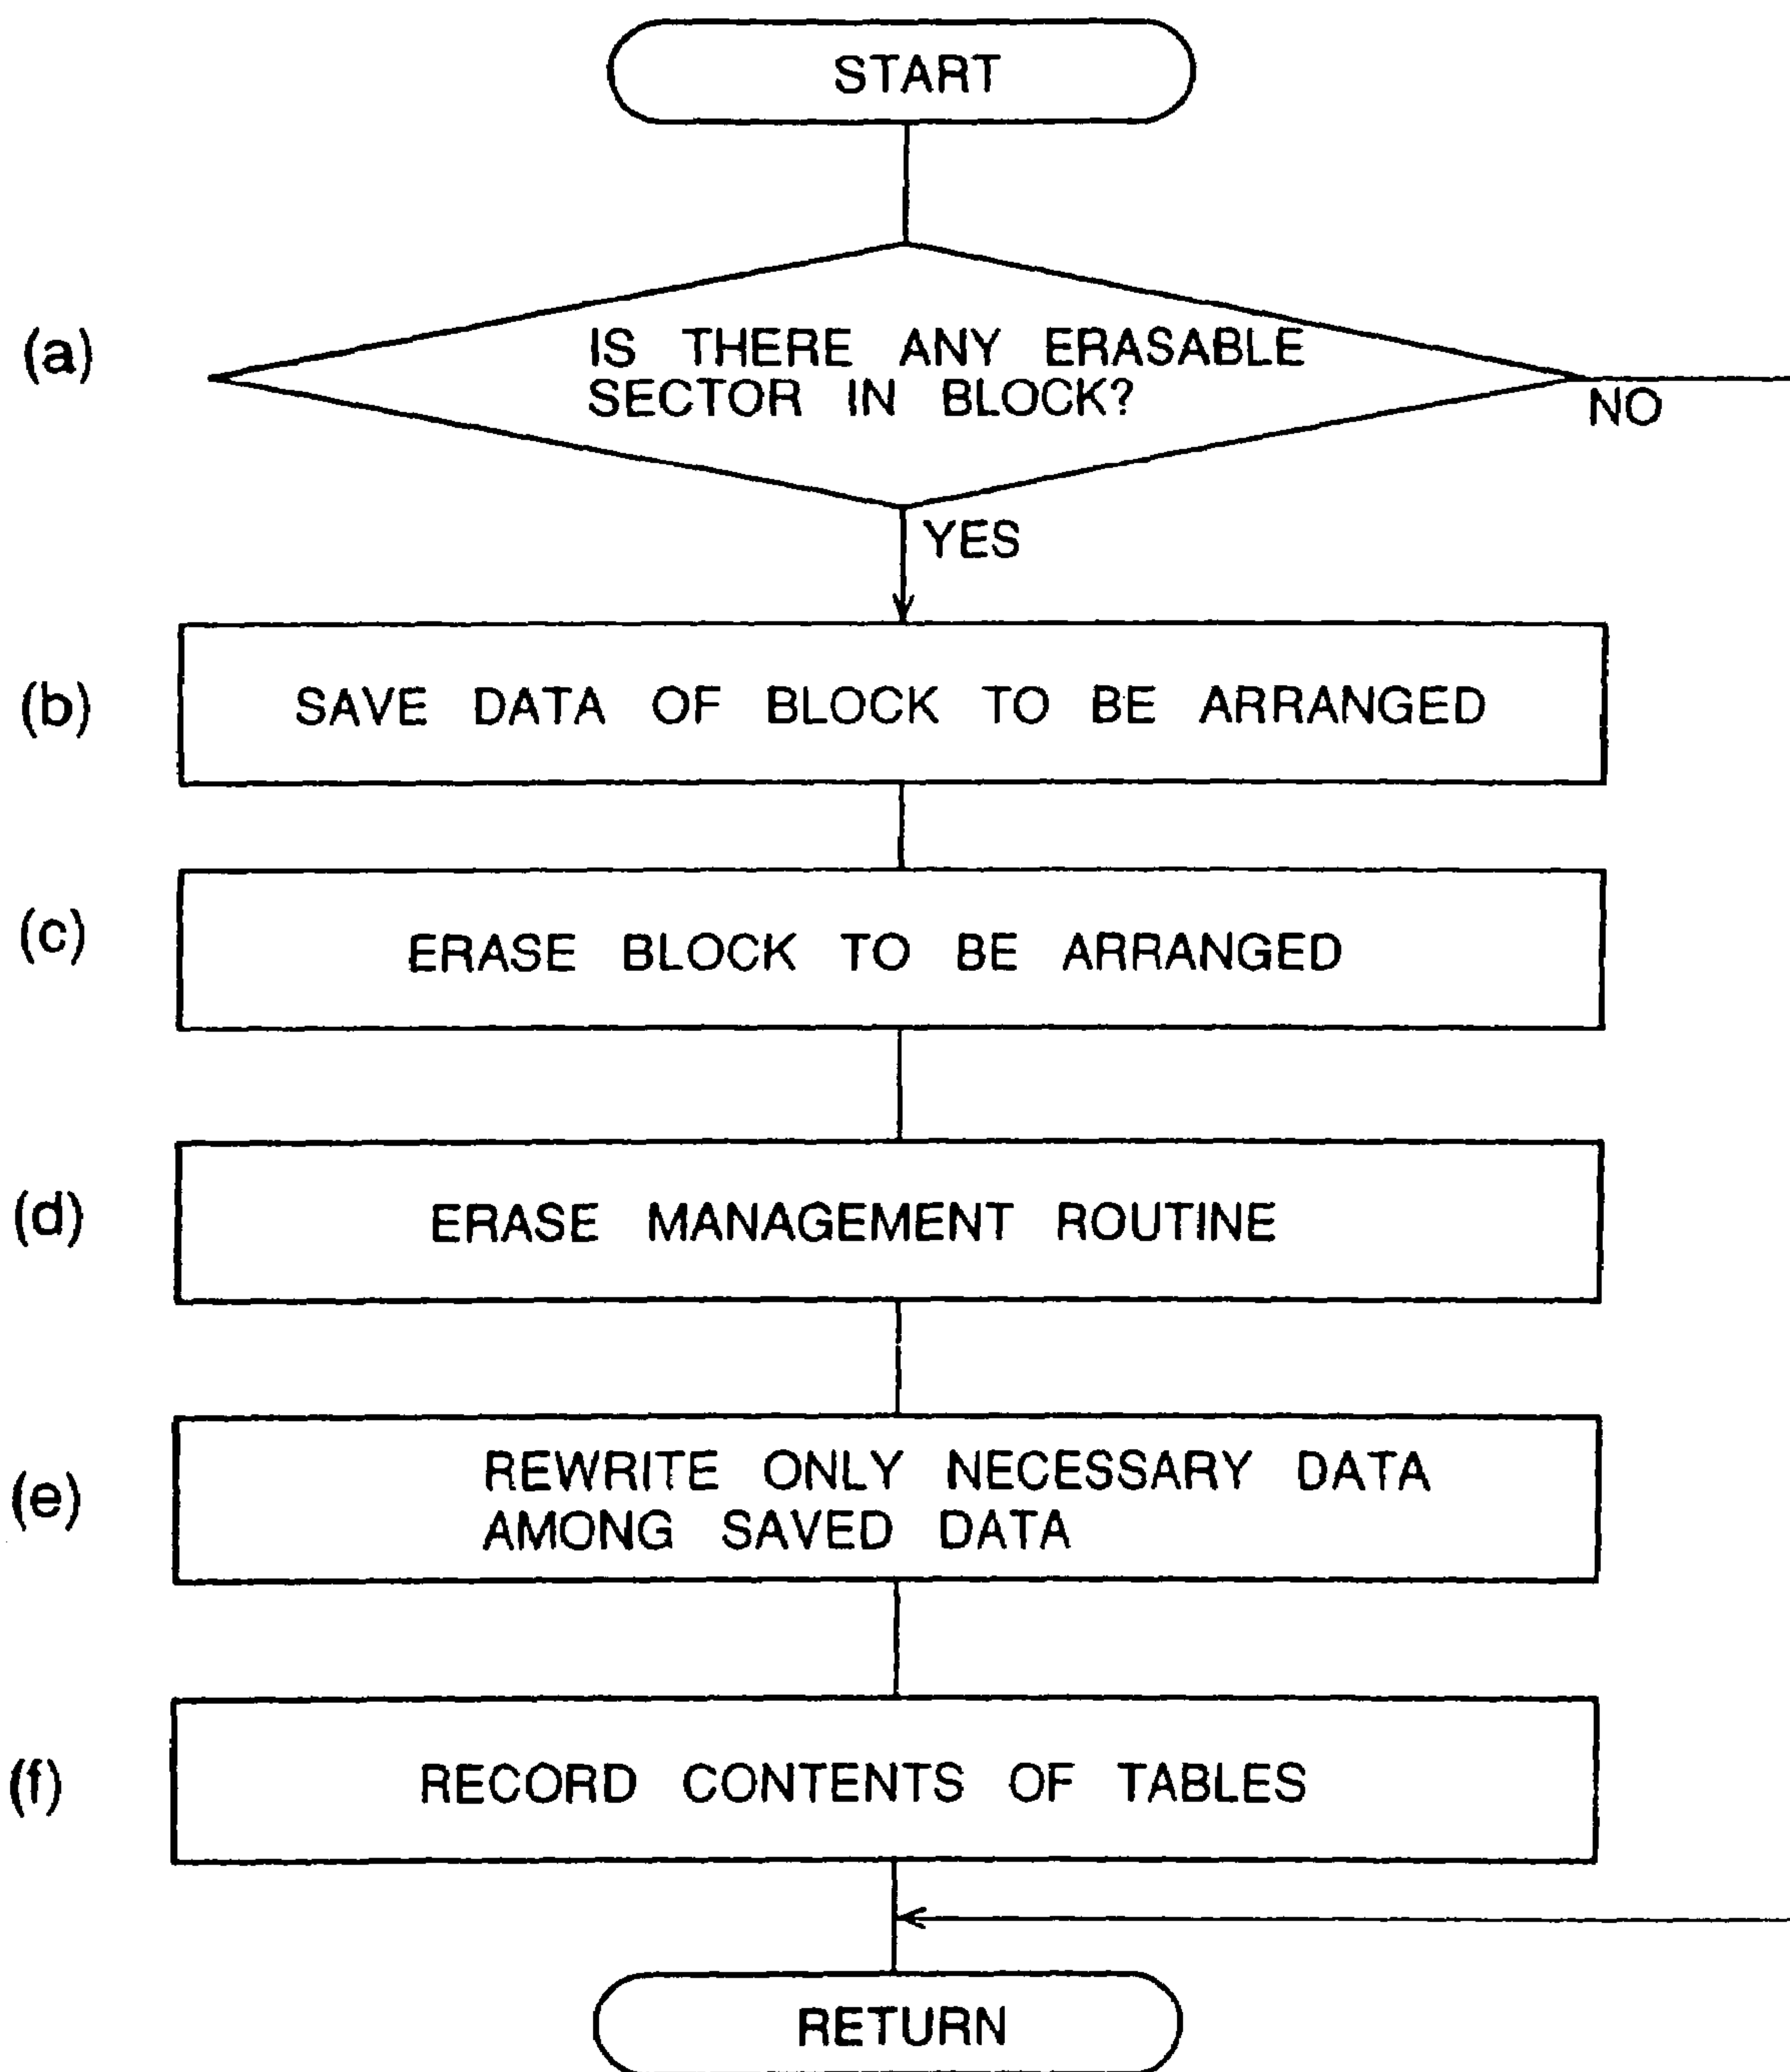 START
(a)
IS THERE ANY ERASABLE
SECTOR IN BLOCK?
NO
YES
(b)
SAVE DATA OF BLOCK TO BE ARRANGED
(c)
ERASE BLOCK TO BE ARRANGED
(d)
ERASE MANAGEMENT ROUTINE
(e)
REWRITE ONLY NECESSARY DATA
AMONG SAVED DATA
(f)
RECORD CONTENTS OF TABLES
RETURN